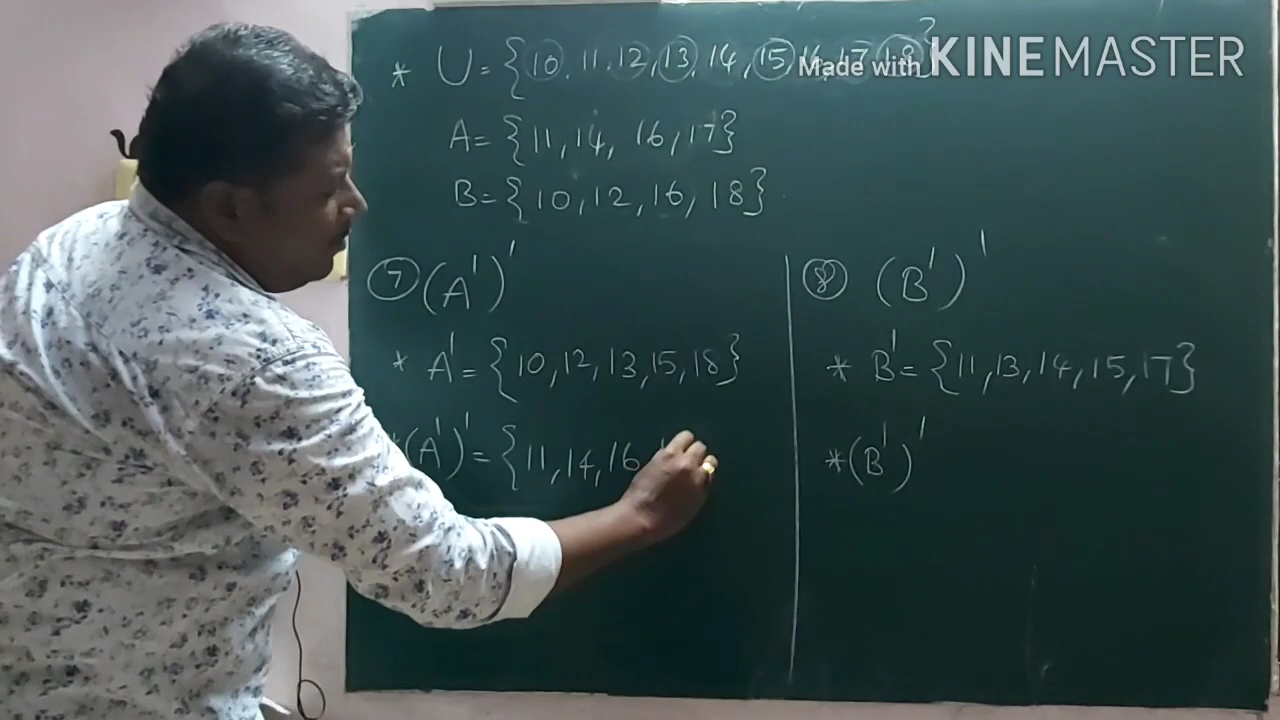 * U = {10, 11, 12, 13, 14, 15, 16, 17, 18}
Made with KINEMASTER
A = {11, 14, 16, 17}
B = {10, 12, 16, 18}
7 (A')'
* A' = {10, 12, 13, 15, 18}
*(A')' = {11, 14, 16,
8 (B')'
* B' = {11, 13, 14, 15, 17}
*(B')'